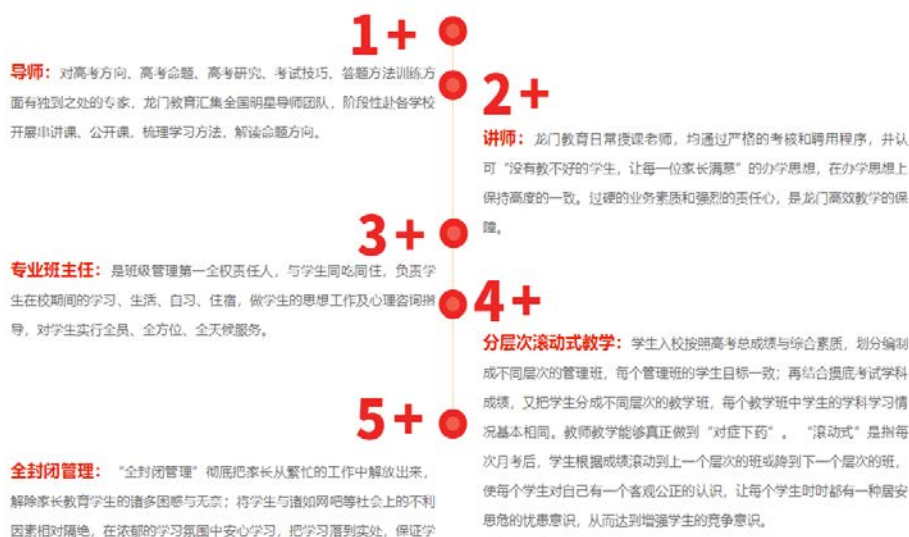 1+
导师：对高考方向、高考命题、高考研究、考试技巧、答题方法训练方
面有独到之处的专家，龙门教育汇集全国明星导师团队，阶段性赴各学校
开展串讲课、公开课，梳理学习方法，解读命题方向。
2+
讲师：龙门教育日常授课老师，均通过严格的考核和聘用程序，并认
可“没有教不好的学生，让每一位家长满意”的办学思想，在办学思想上
保持高度的一致。过硬的业务素质和强烈的责任心，是龙门高效教学的保
障。
3+
专业班主任：是班级管理第一全权责任人，与学生同吃同住，负责学
生在校期间的学习、生活、自习、住宿，做学生的思想工作及心理咨询指
导，对学生实行全员、全方位、全天候服务。
4+
分层次滚动式教学：学生入校按照高考总成绩与综合素质，划分编制
成不同层次的管理班，每个管理班的学生目标一致；再结合摸底考试学科
成绩，又把学生分成不同层次的教学班，每个教学班中学生的学科学习情
况基本相同。教师教学能够真正做到“对症下药”。 “滚动式”是指每
次月考后，学生根据成绩滚动到上一个层次的班或降到下一个层次的班，
使每个学生对自己有一个客观公正的认识，让每个学生时时都有一种居安
思危的忧患意识，从而达到增强学生的竞争意识。
5+
全封闭管理：“全封闭管理”彻底把家长从繁忙的工作中解放出来，
解除家长教育学生的诸多困惑与无奈；将学生与诸如网吧等社会上的不利
因素相对隔绝，在浓郁的学习氛围中安心学习，把学习落到实处，保证学